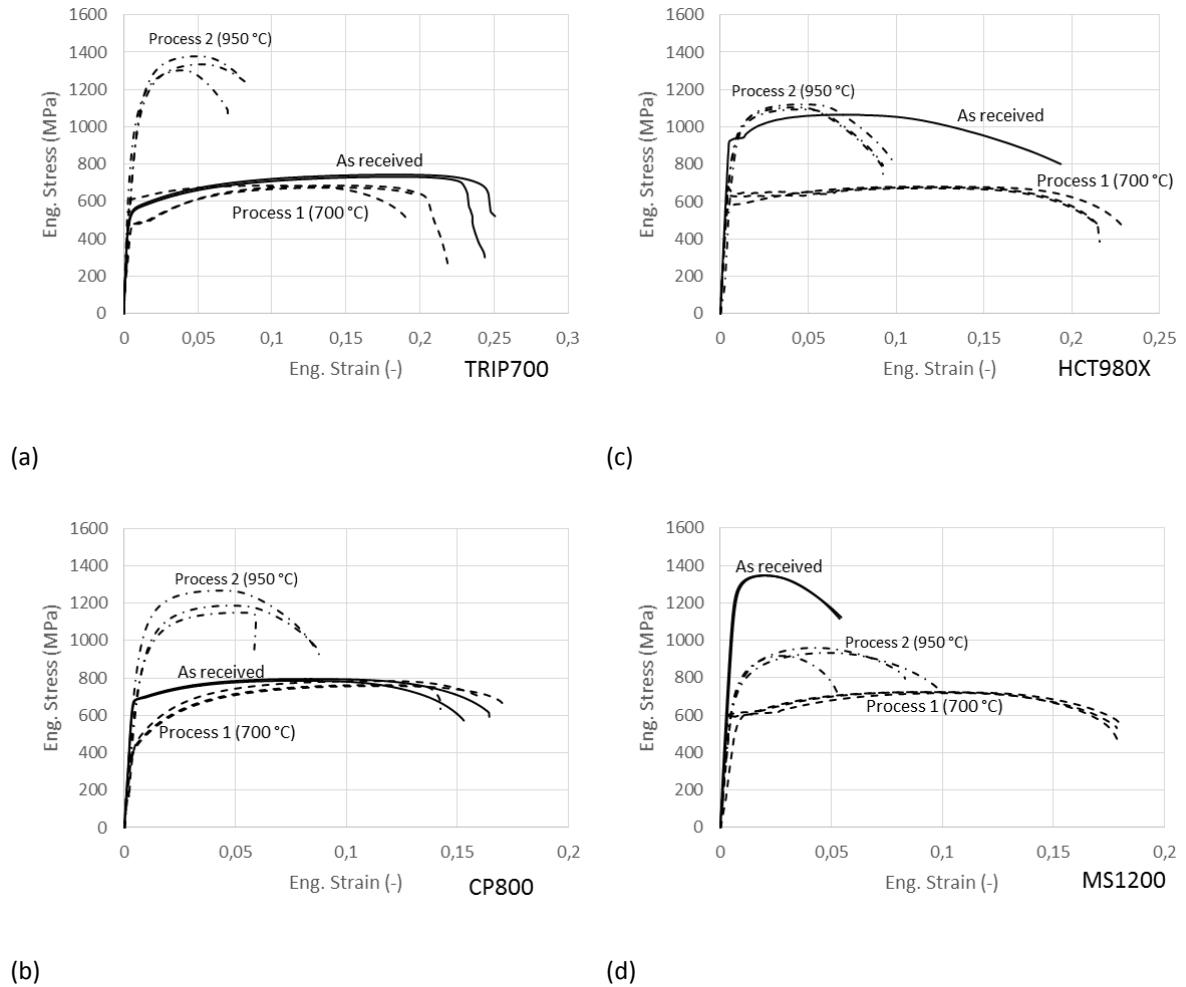 Eng. Stress (MPa)
1600
1400
1200
1000
800
600
400
200
0
Process 2 (950 °C)
As received
Process 1 (700 °C)
0 0,05 0,1 0,15 0,2 0,25 0,3
Eng. Strain (-)
TRIP700
(a)
Eng. Stress (MPa)
1600
1400
1200
1000
800
600
400
200
0
Process 2 (950 °C)
As received
Process 1 (700 °C)
0 0,05 0,1 0,15 0,2 0,25
Eng. Strain (-)
HCT980X
(c)
Eng. Stress (MPa)
1600
1400
1200
1000
800
600
400
200
0
Process 2 (950 °C)
As received
Process 1 (700 °C)
0 0,05 0,1 0,15 0,2
Eng. Strain (-)
CP800
(b)
Eng. Stress (MPa)
1600
1400
1200
1000
800
600
400
200
0
As received
Process 2 (950 °C)
Process 1 (700 °C)
0 0,05 0,1 0,15 0,2
Eng. Strain (-)
MS1200
(d)